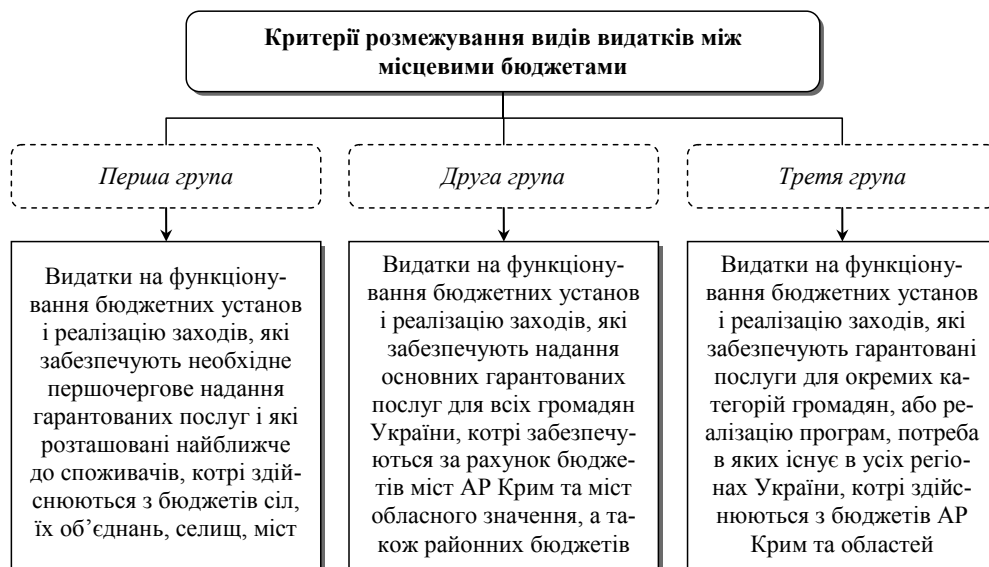 Критерії розмежування видів видатків між
місцевими бюджетами
Перша група
Друга група
Третя група
Видатки на функціону-
вання бюджетних установ
і реалізацію заходів, які
забезпечують необхідне
першочергове надання
гарантованих послуг і які
розташовані найближче
до споживачів, котрі здій-
снюються з бюджетів сіл,
їх об’єднань, селищ, міст
Видатки на функціону-
вання бюджетних установ
і реалізацію заходів, які
забезпечують надання
основних гарантованих
послуг для всіх громадян
України, котрі забезпечу-
ються за рахунок бюдже-
тів міст АР Крим та міст
обласного значення, а та-
кож районних бюджетів
Видатки на функціону-
вання бюджетних установ
і реалізацію заходів, які
забезпечують гарантовані
послуги для окремих ка-
тегорій громадян, або ре-
алізацію програм, потреба
в яких існує в усіх регіо-
нах України, котрі здійс-
нюються з бюджетів АР
Крим та областей